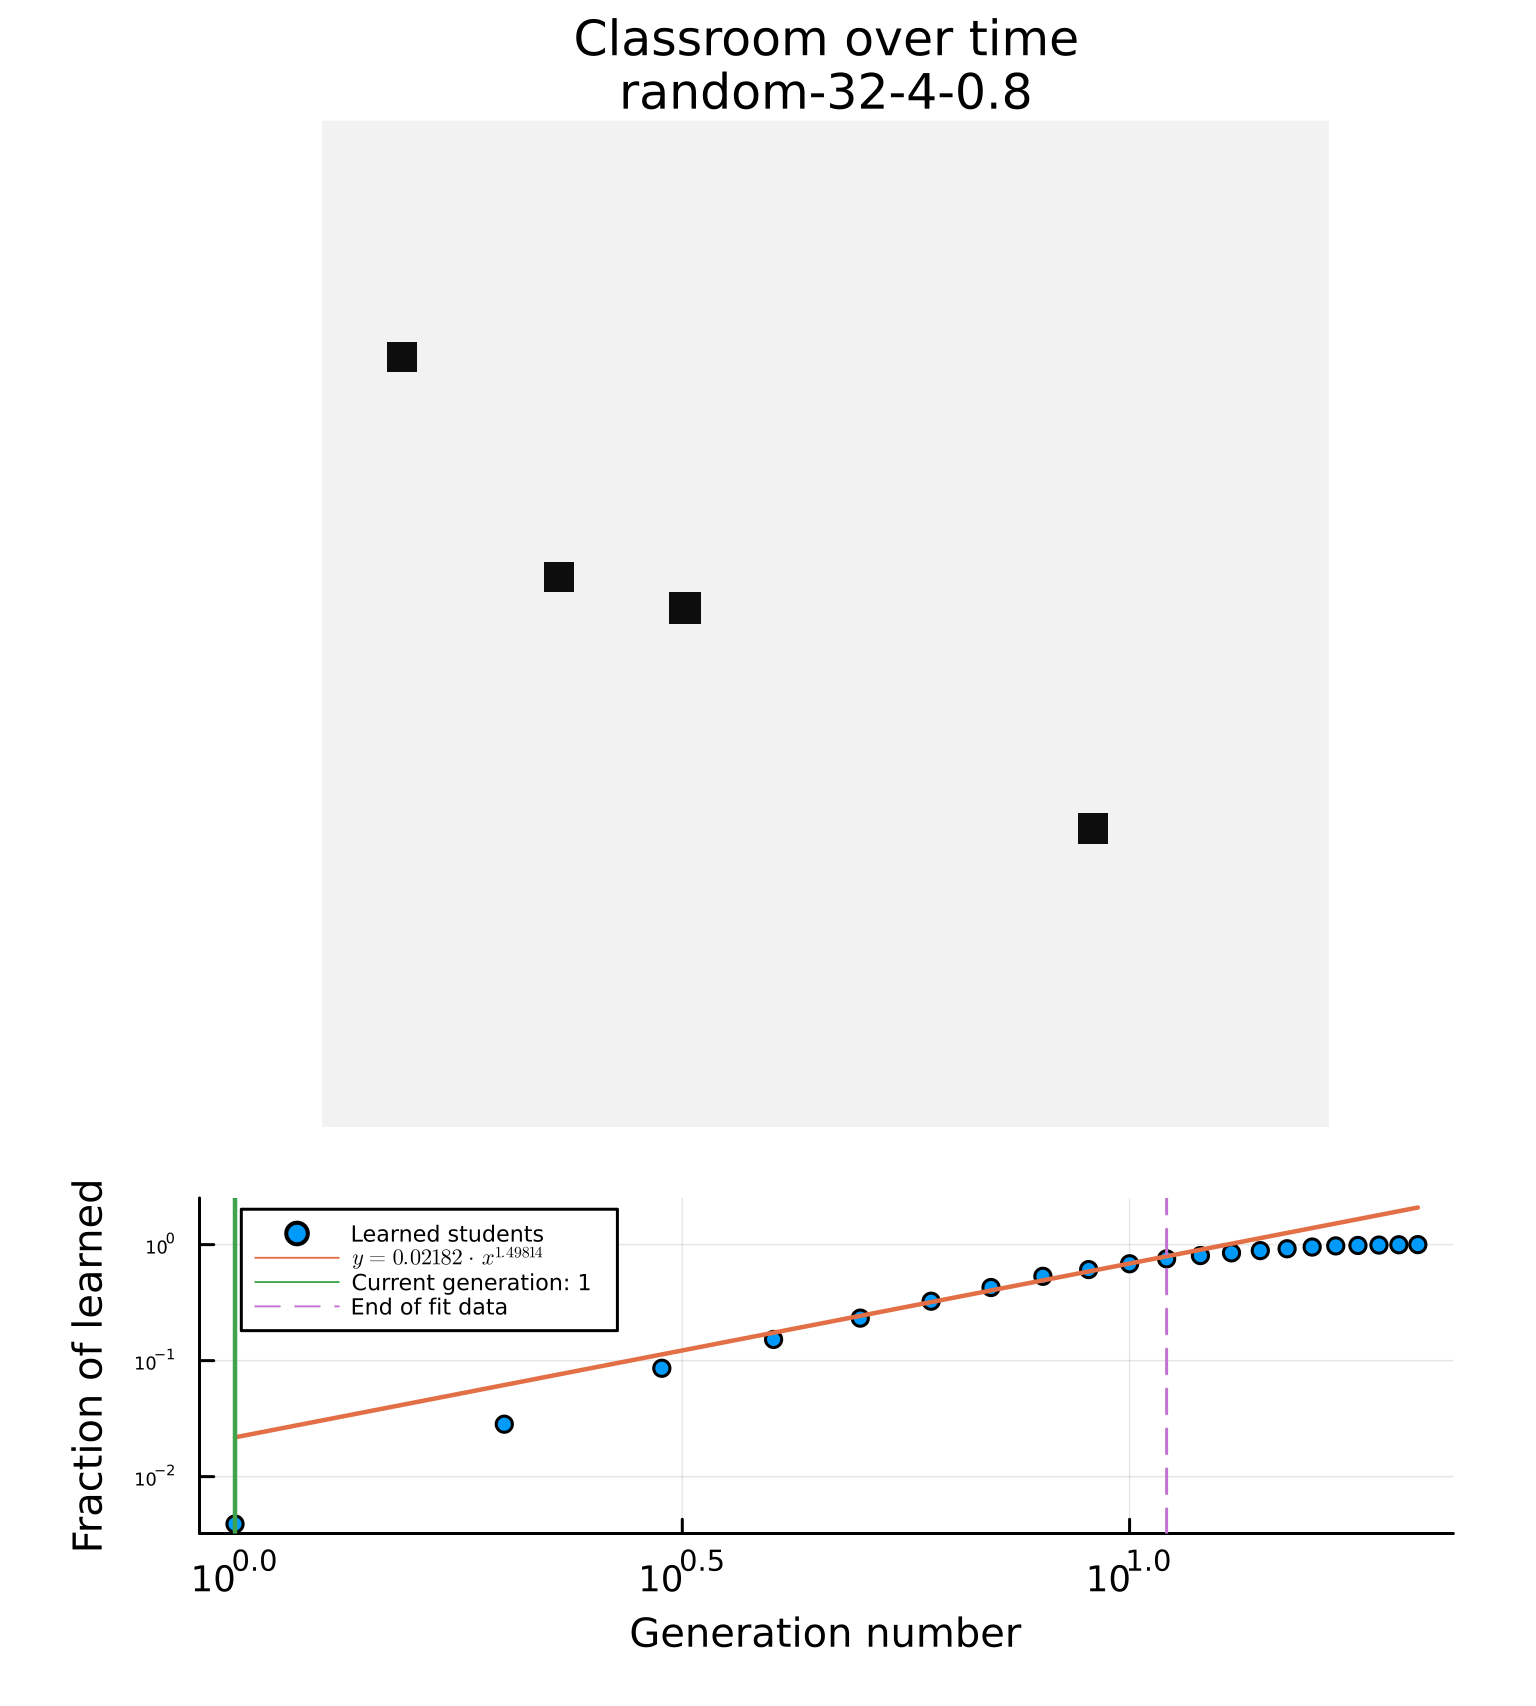 Classroom over time
random-32-4-0.8
Fraction of learned
10⁰
10⁻¹
10⁻²
Learned students
y = 0.02182 · x^1.49814
Current generation: 1
End of fit data
10^0.0
10^0.5
10^1.0
Generation number